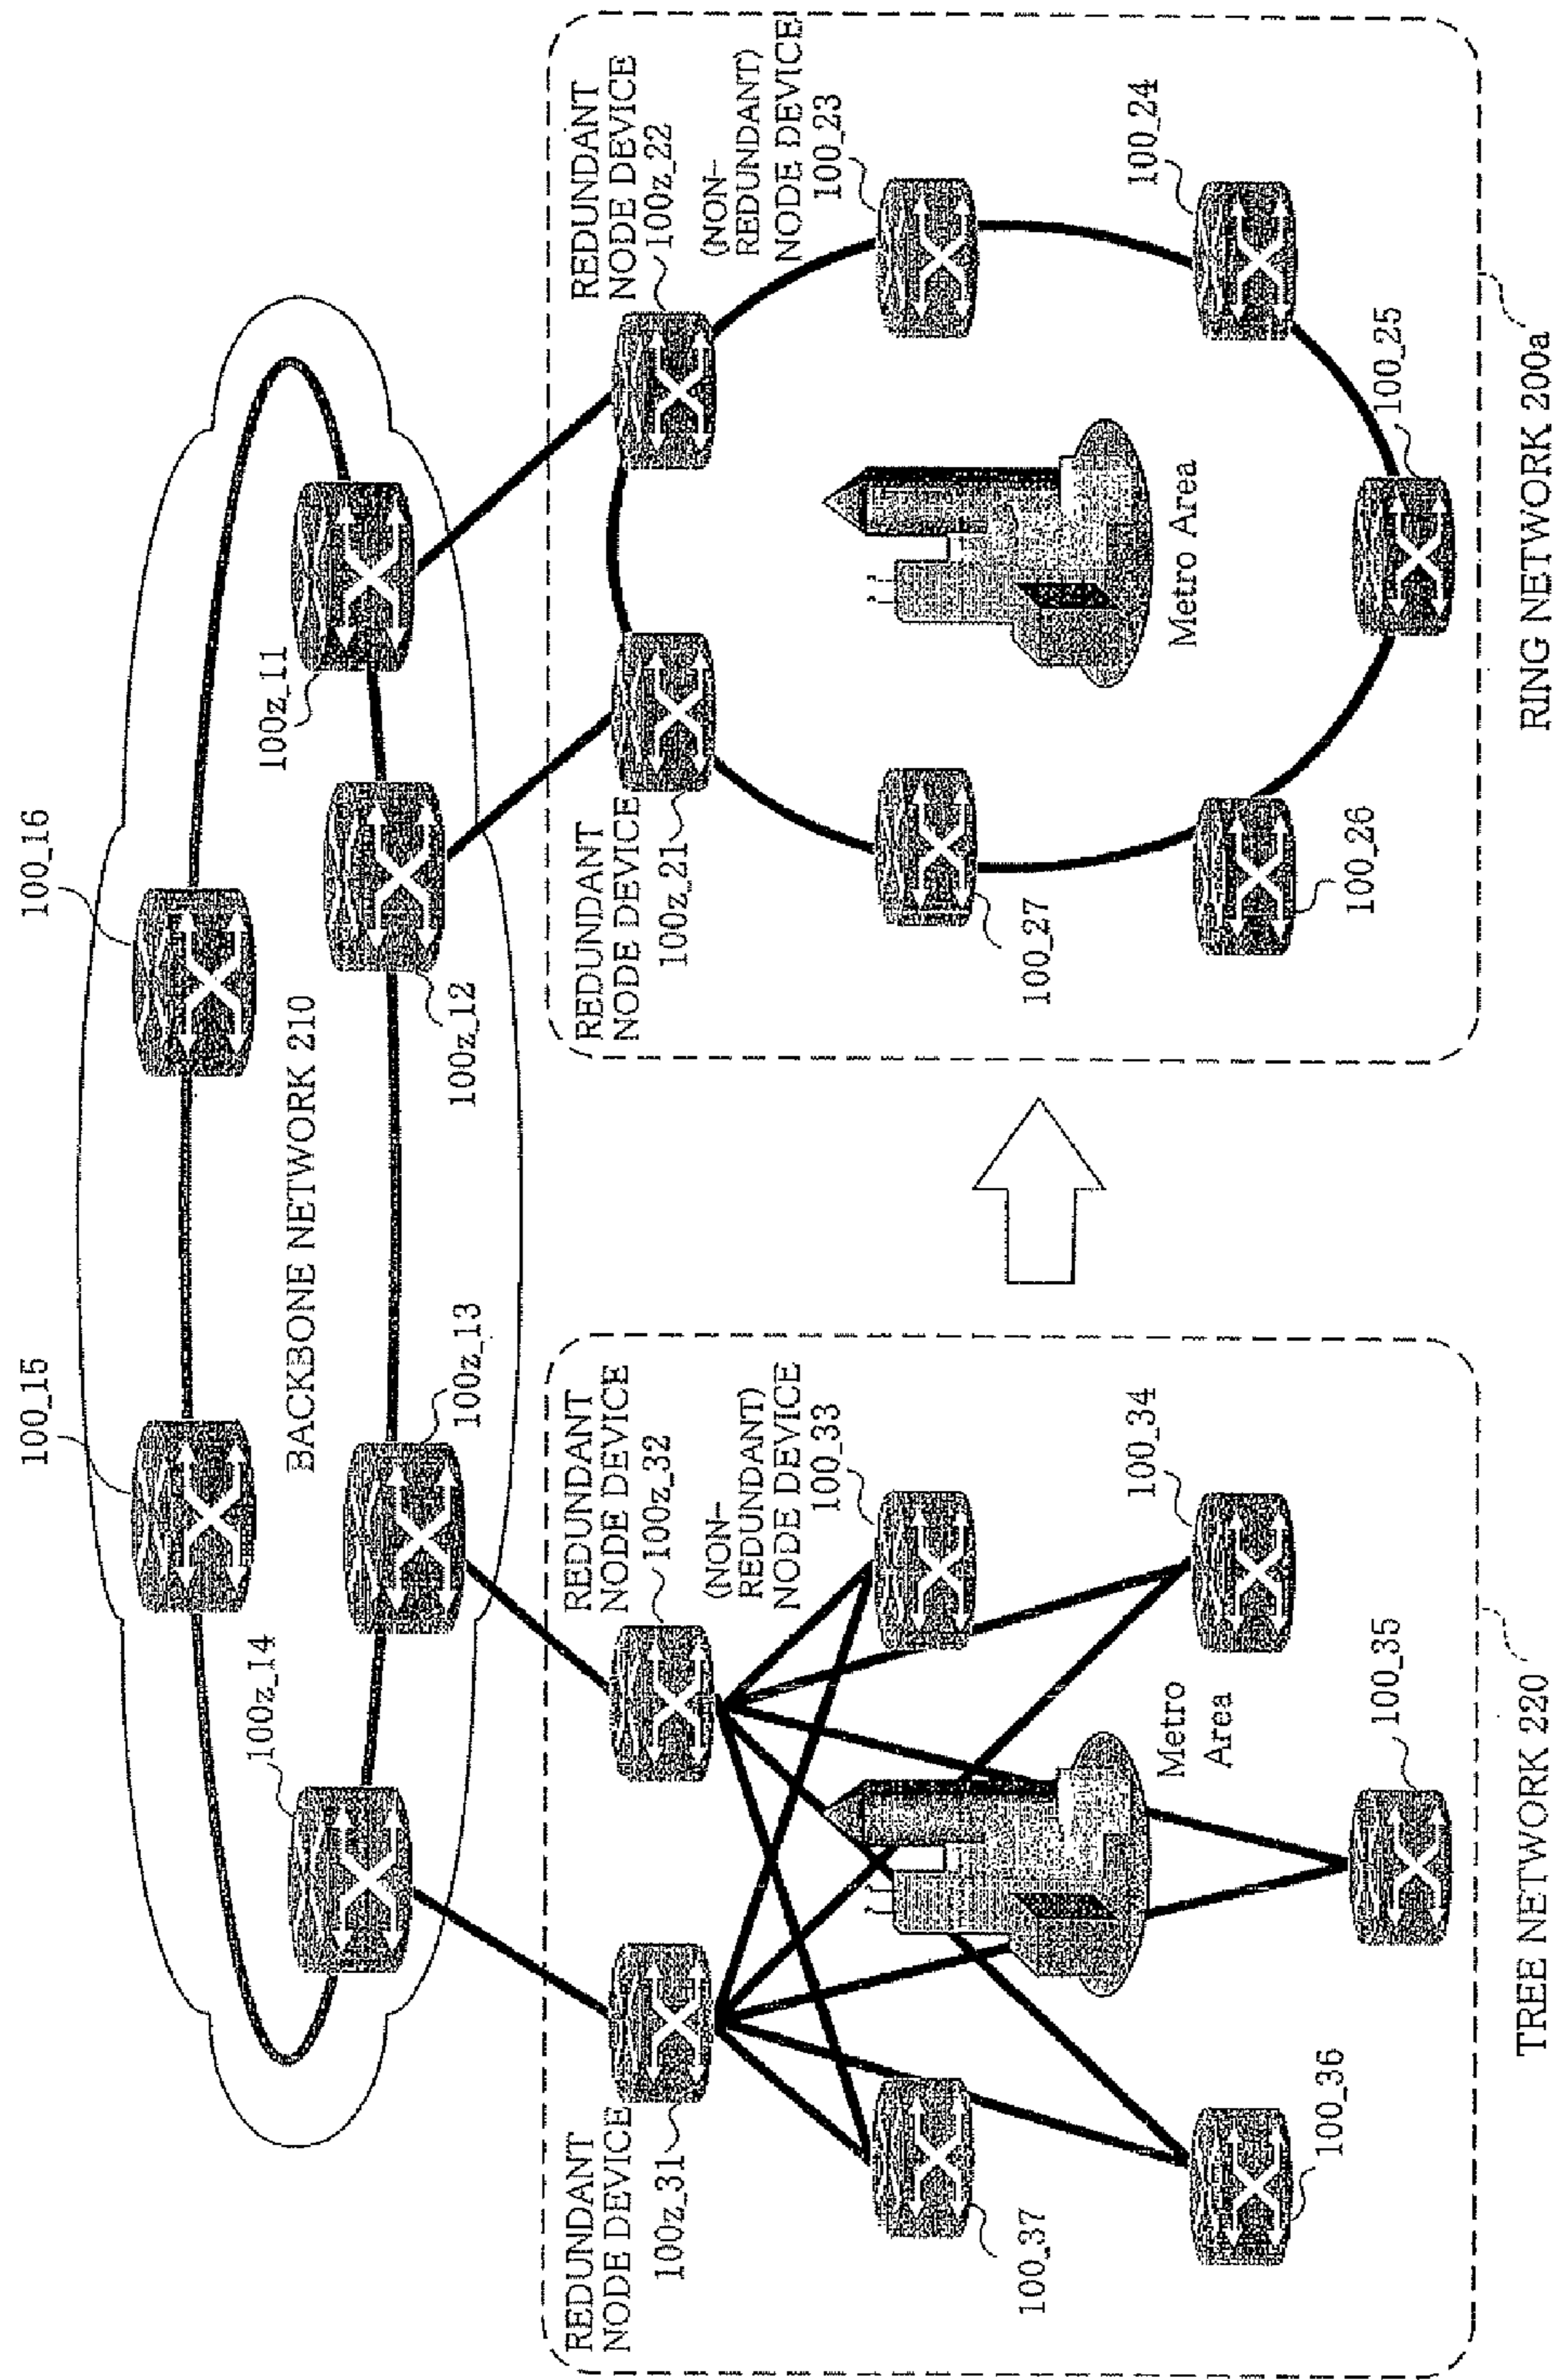 100_15
100_16
BACKBONE NETWORK 210
100z_14
100z_13
100z_12
100z_11
REDUNDANT
NODE DEVICE
100z_31
REDUNDANT
NODE DEVICE
100z_32
(NON-
REDUNDANT)
NODE DEVICE
100_33
100_37
100_34
Metro
Area
100_36
100_35
TREE NETWORK 220
REDUNDANT
NODE DEVICE
100z_21
REDUNDANT
NODE DEVICE
100z_22
(NON-
REDUNDANT)
NODE DEVICE
100_23
100_27
100_24
Metro Area
100_26
100_25
RING NETWORK 200a